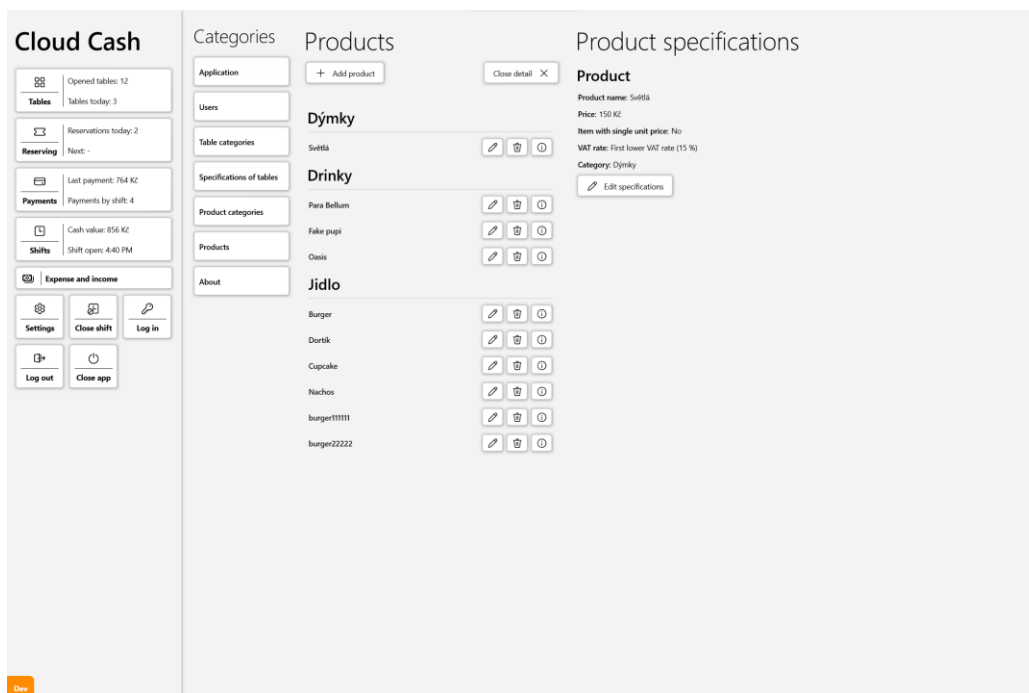 Cloud Cash
Opened tables: 12
Tables
Tables today: 3
Reservations today: 2
Reserving
Next: -
Last payment: 764 Kč
Payments
Payments by shift: 4
Cash value: 856 Kč
Shifts
Shift open: 4:40 PM
Expense and income
Settings
Close shift
Log in
Log out
Close app
Dev
Categories
Application
Users
Table categories
Specifications of tables
Product categories
Products
About
Products
Add product
Close detail
Dýmky
Světlá
Drinky
Para Bellum
Fake pupi
Oasis
Jidlo
Burger
Dortík
Cupcake
Nachos
burger111111
burger22222
Product specifications
Product
Product name: Světlá
Price: 150 Kč
Item with single unit price: No
VAT rate: First lower VAT rate (15 %)
Category: Dýmky
Edit specifications